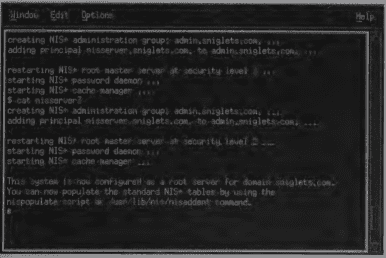 Window Edit Options Help
creating NIS+ administration group: admin.sniglets.com. ...
adding principal nisserver.sniglets.com. to admin.sniglets.com. ...
restarting NIS+ root master server at security level 2 ...
starting NIS+ password daemon ...
starting NIS+ cache manager ...
$ cat nisserver2
creating NIS+ administration group: admin.sniglets.com. ...
adding principal nisserver.sniglets.com. to admin.sniglets.com. ...
restarting NIS+ root master server at security level 2 ...
starting NIS+ password daemon ...
starting NIS+ cache manager ...
This system is now configured as a root server for domain sniglets.com.
You can now populate the standard NIS+ tables by using the
nispopulate script or /usr/lib/nis/nisaddent command.
#